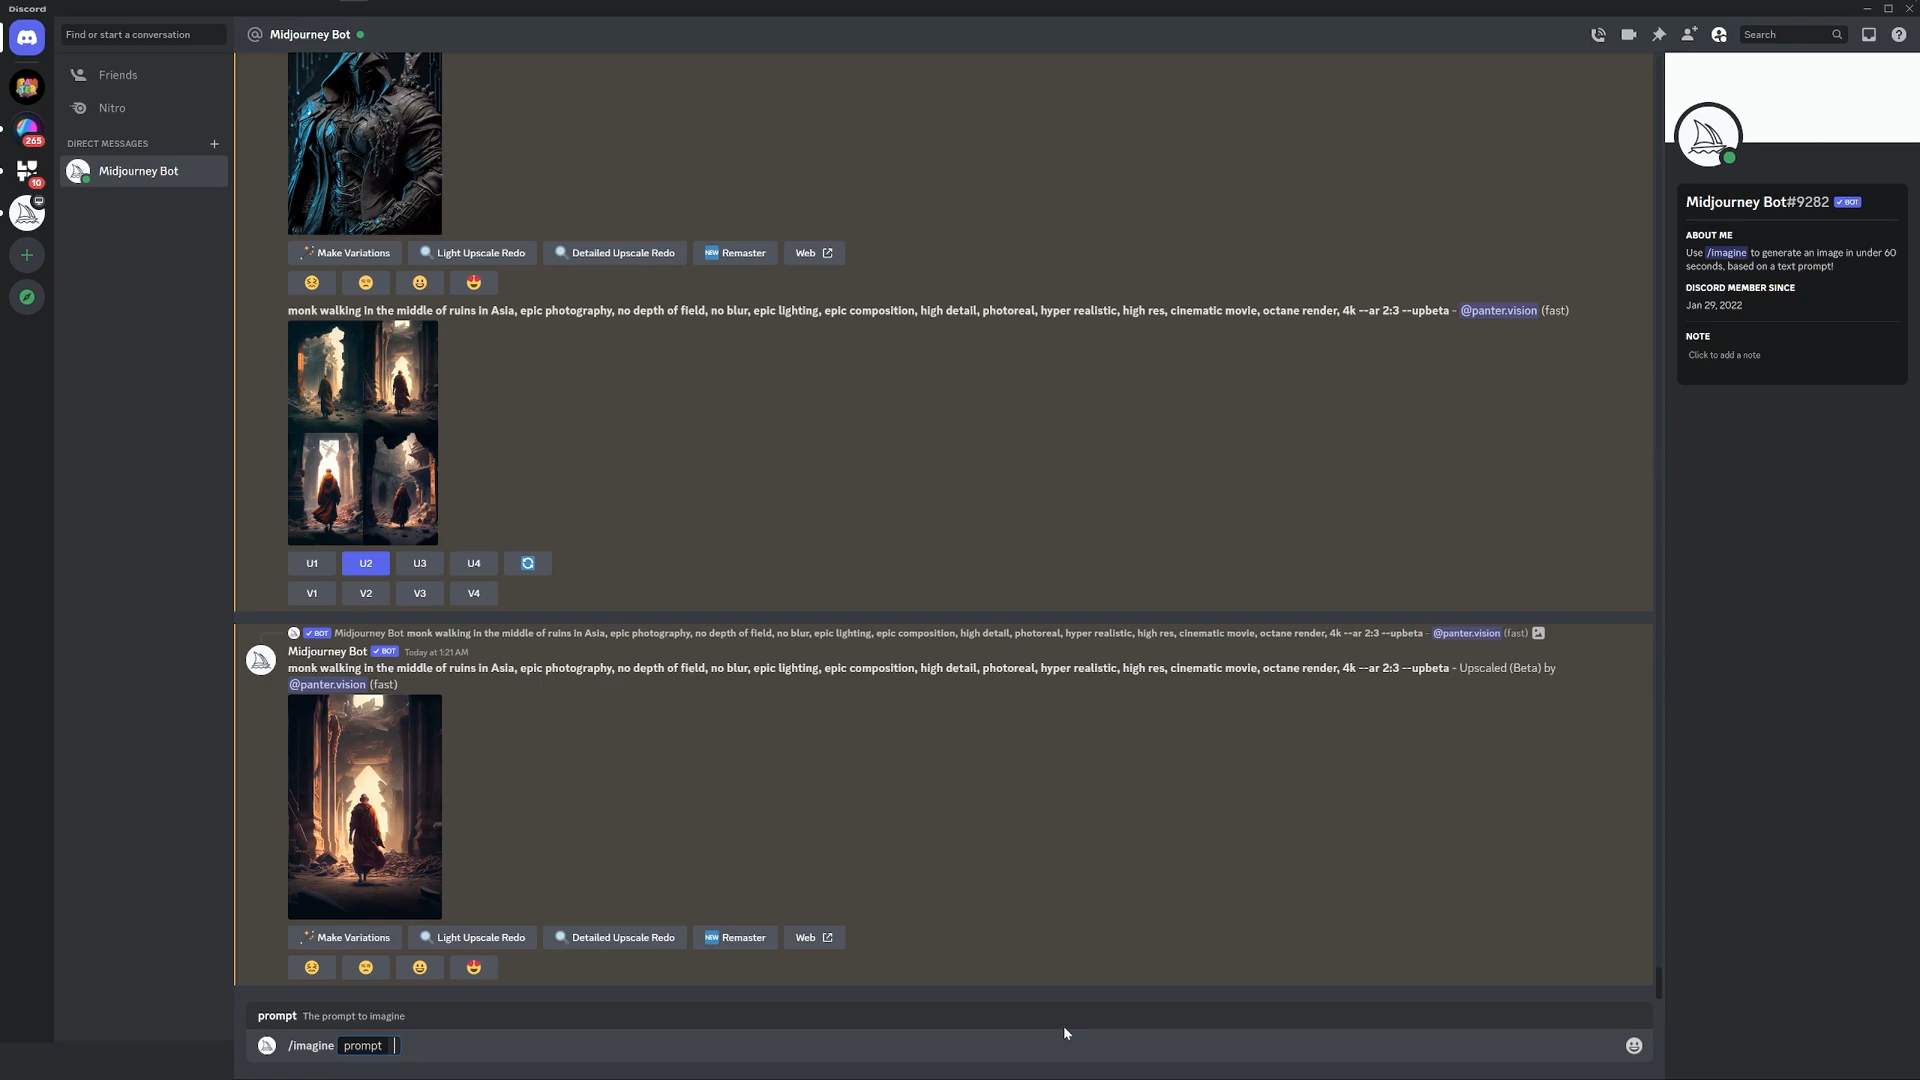 Discord
Find or start a conversation
Midjourney Bot
Search
Friends
Nitro
DIRECT MESSAGES
Midjourney Bot
265
10
Make Variations
Light Upscale Redo
Detailed Upscale Redo
NEW Remaster
Web
monk walking in the middle of ruins in Asia, epic photography, no depth of field, no blur, epic lighting, epic composition, high detail, photoreal, hyper realistic, high res, cinematic movie, octane render, 4k --ar 2:3 --upbeta - @panter.vision (fast)
U1 U2 U3 U4
V1 V2 V3 V4
BOT Midjourney Bot monk walking in the middle of ruins in Asia, epic photography, no depth of field, no blur, epic lighting, epic composition, high detail, photoreal, hyper realistic, high res, cinematic movie, octane render, 4k --ar 2:3 --upbeta - @panter.vision (fast)
Midjourney Bot BOT Today at 1:21 AM
monk walking in the middle of ruins in Asia, epic photography, no depth of field, no blur, epic lighting, epic composition, high detail, photoreal, hyper realistic, high res, cinematic movie, octane render, 4k --ar 2:3 --upbeta - Upscaled (Beta) by
@panter.vision (fast)
Make Variations
Light Upscale Redo
Detailed Upscale Redo
NEW Remaster
Web
prompt The prompt to imagine
/imagine prompt
Midjourney Bot#9282 BOT
ABOUT ME
Use /imagine to generate an image in under 60
seconds, based on a text prompt!
DISCORD MEMBER SINCE
Jan 29, 2022
NOTE
Click to add a note